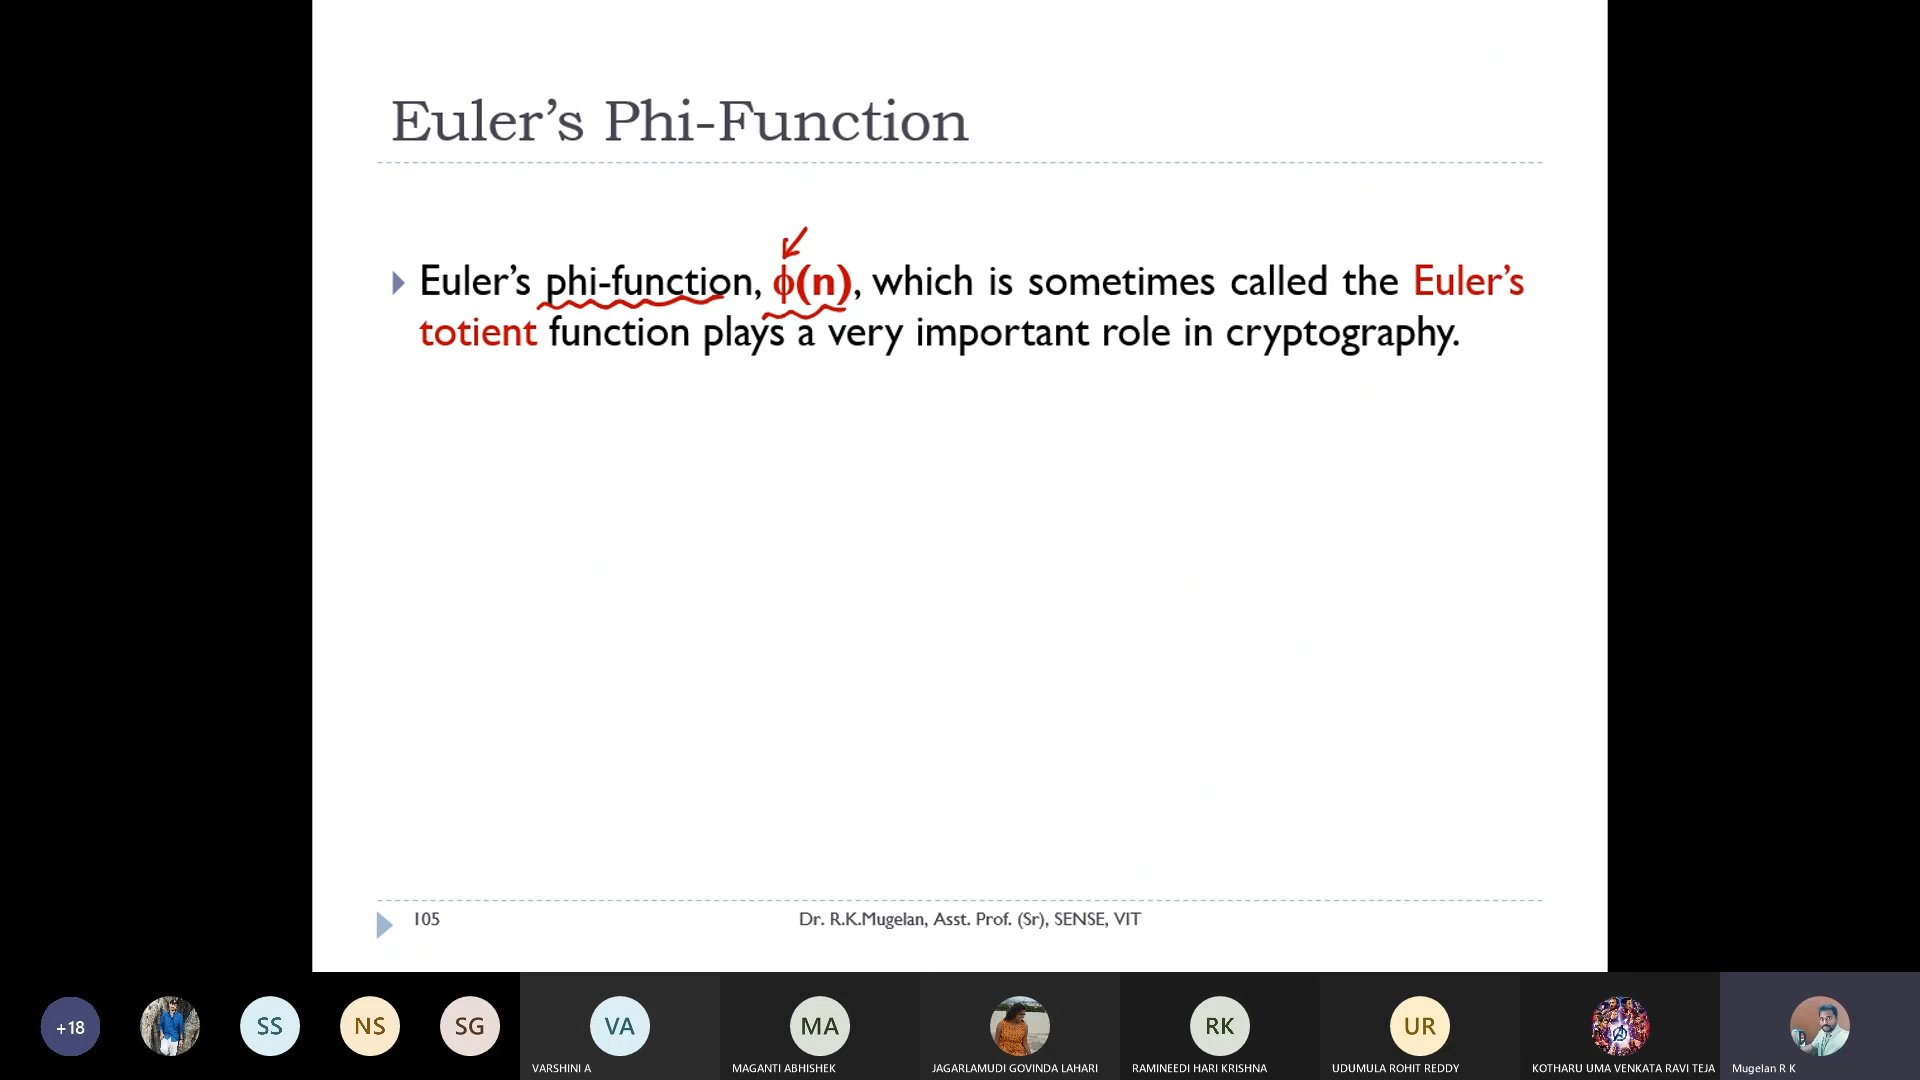 Euler’s Phi-Function
Euler’s phi-function, ϕ(n), which is sometimes called the Euler’s
totient function plays a very important role in cryptography.
105
Dr. R.K.Mugelan, Asst. Prof. (Sr), SENSE, VIT
+18
SS
NS
SG
VA
MA
RK
UR
VARSHINI A
MAGANTI ABHISHEK
JAGARLAMUDI GOVINDA LAHARI
RAMINEEDI HARI KRISHNA
UDUMULA ROHIT REDDY
KOTHARU UMA VENKATA RAVI TEJA
Mugelan R K